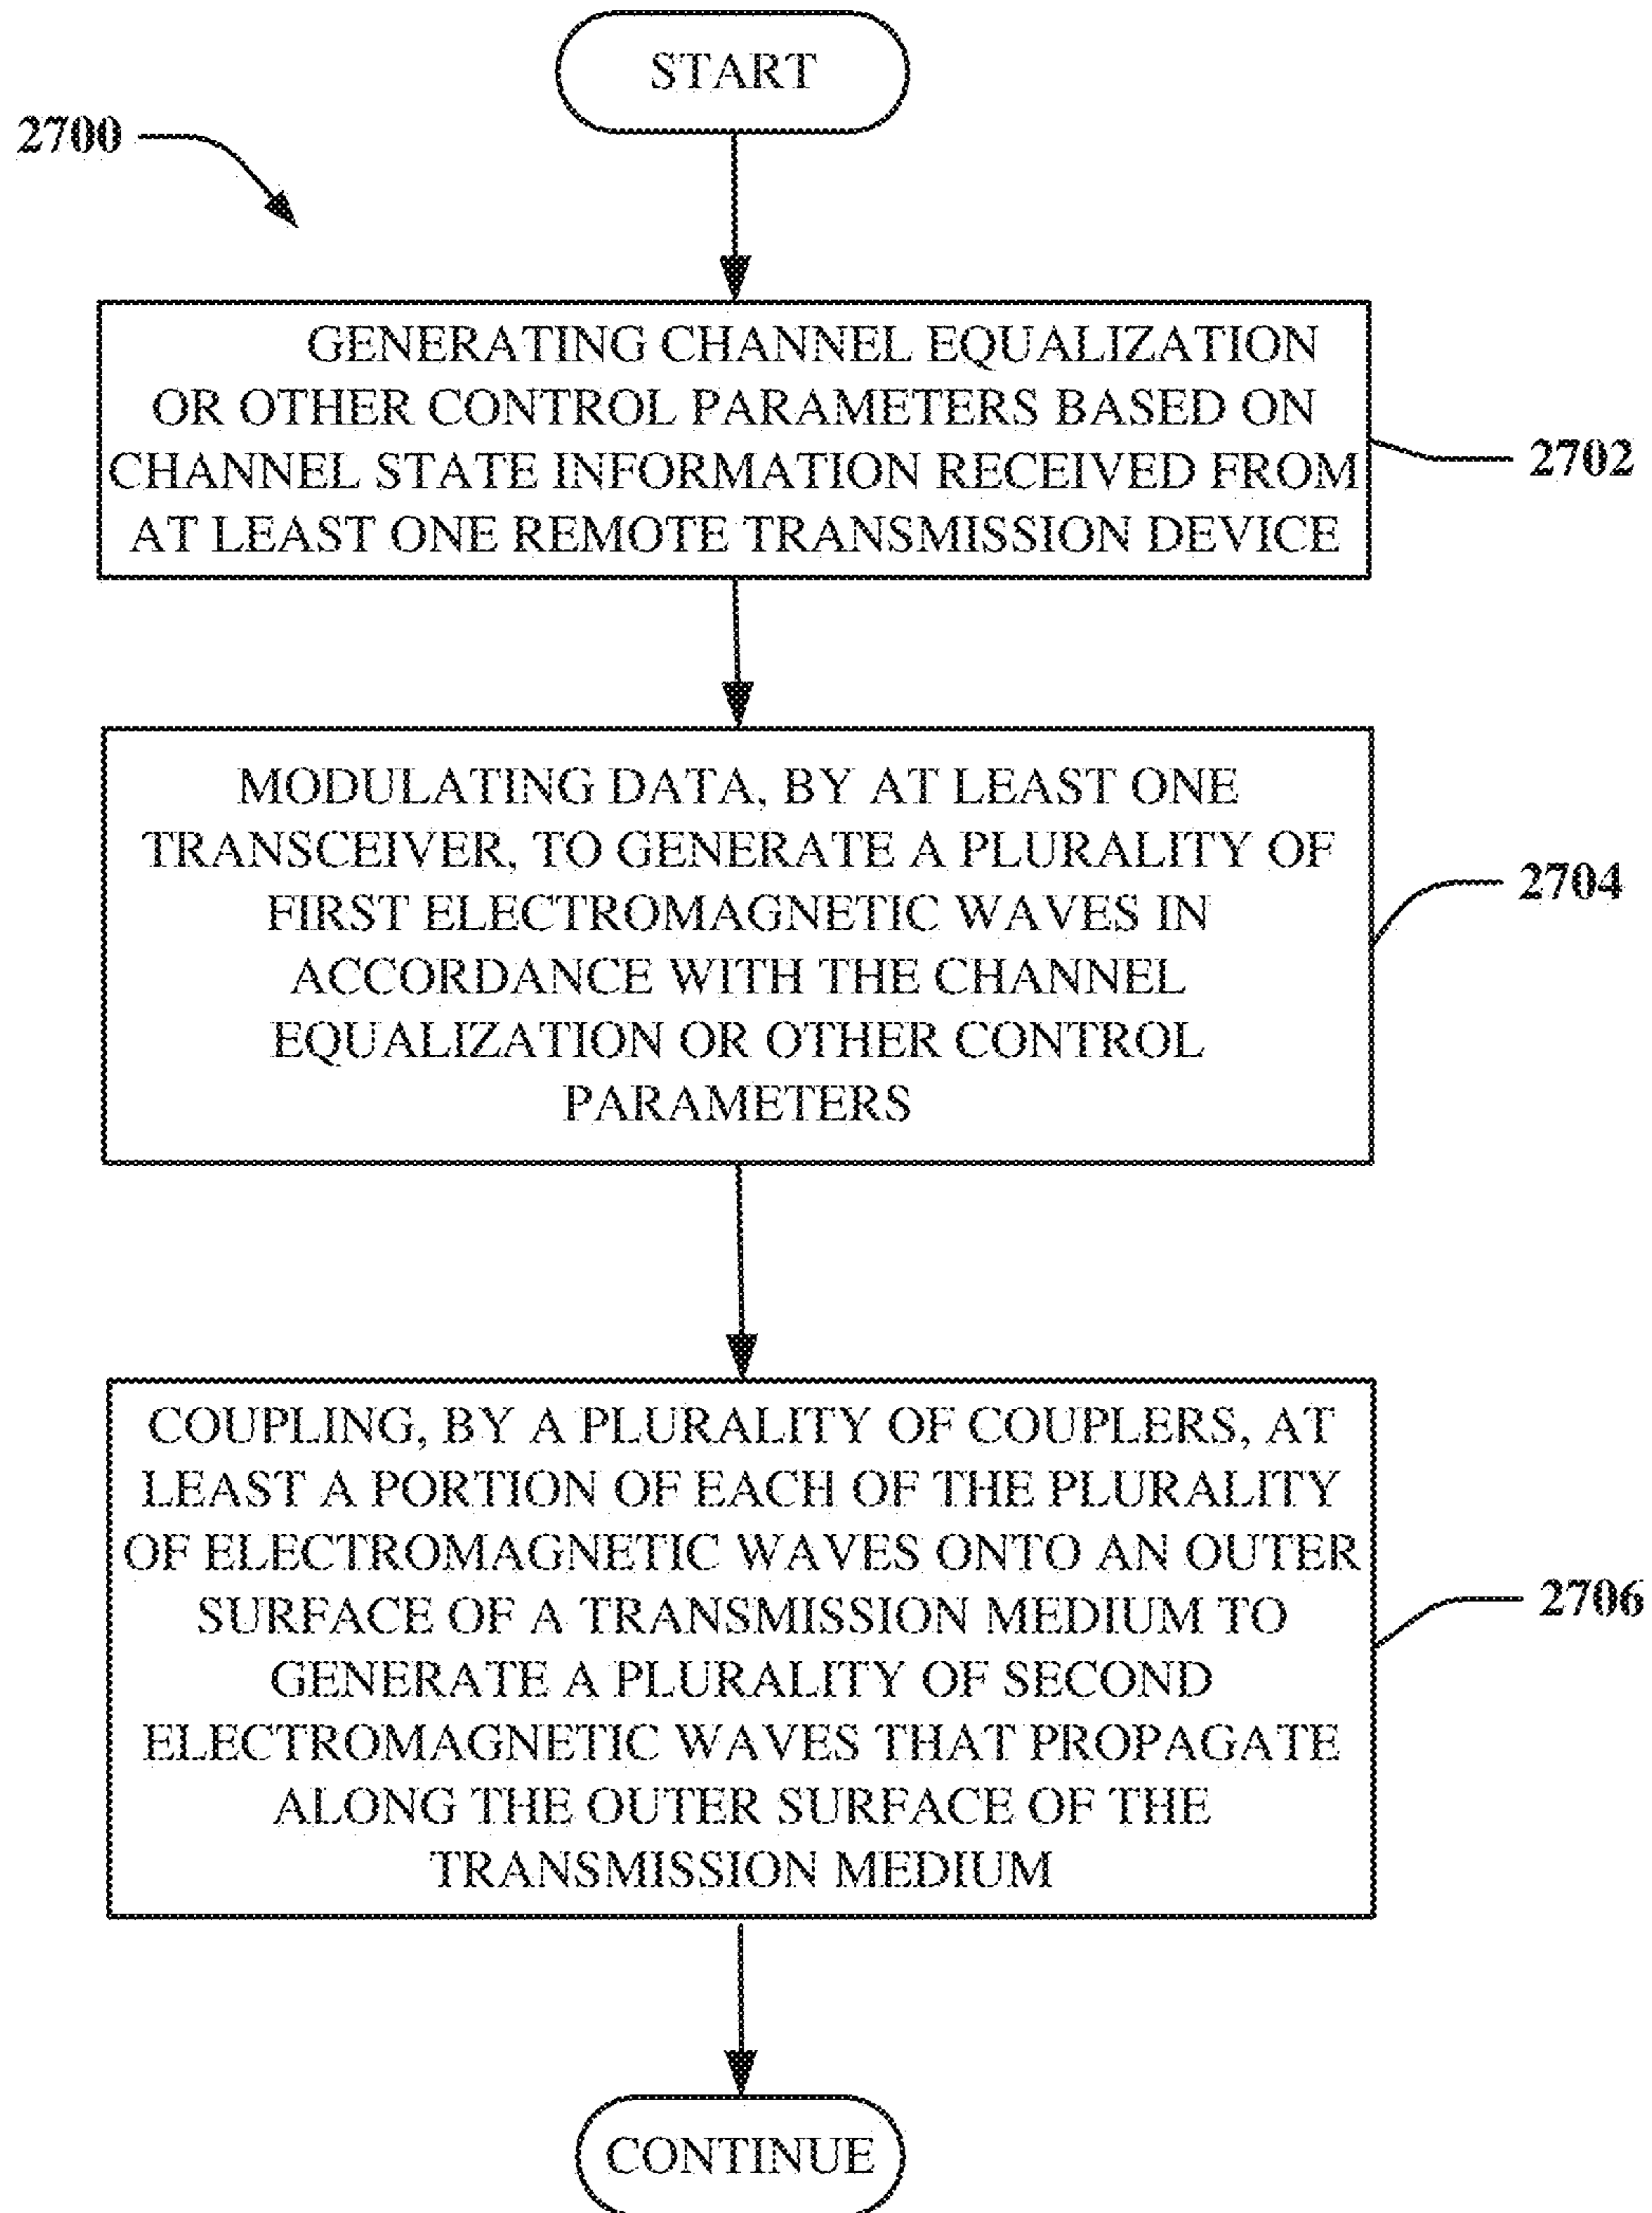 START
2700
GENERATING CHANNEL EQUALIZATION
OR OTHER CONTROL PARAMETERS BASED ON
CHANNEL STATE INFORMATION RECEIVED FROM
AT LEAST ONE REMOTE TRANSMISSION DEVICE
2702
MODULATING DATA, BY AT LEAST ONE
TRANSCEIVER, TO GENERATE A PLURALITY OF
FIRST ELECTROMAGNETIC WAVES IN
ACCORDANCE WITH THE CHANNEL
EQUALIZATION OR OTHER CONTROL
PARAMETERS
2704
COUPLING, BY A PLURALITY OF COUPLERS, AT
LEAST A PORTION OF EACH OF THE PLURALITY
OF ELECTROMAGNETIC WAVES ONTO AN OUTER
SURFACE OF A TRANSMISSION MEDIUM TO
GENERATE A PLURALITY OF SECOND
ELECTROMAGNETIC WAVES THAT PROPAGATE
ALONG THE OUTER SURFACE OF THE
TRANSMISSION MEDIUM
2706
CONTINUE